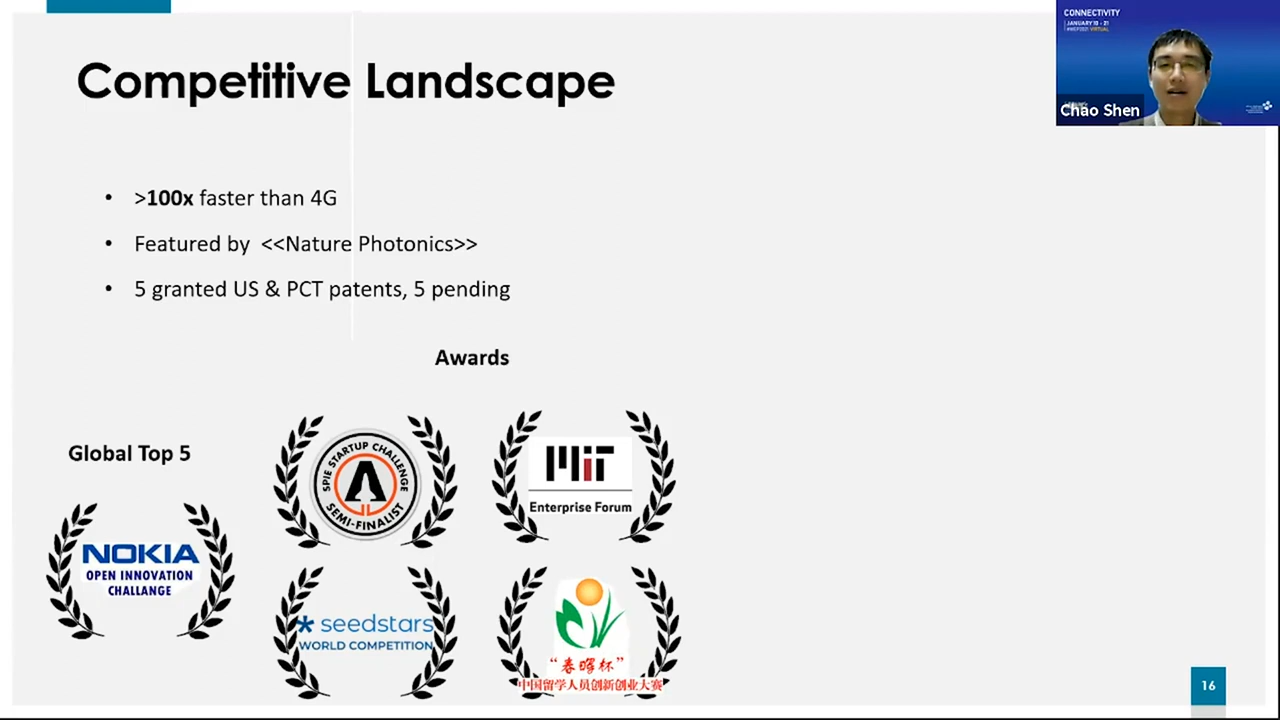 CONNECTIVITY
JANUARY 10 - 21
#WEP2021 VIRTUAL
Chao Shen
Competitive Landscape
• >100x faster than 4G
• Featured by <<Nature Photonics>>
• 5 granted US & PCT patents, 5 pending
Awards
Global Top 5
NOKIA
OPEN INNOVATION
CHALLANGE
SPIE STARTUP CHALLENGE
SEMI-FINALIST
MIT
Enterprise Forum
seedstars
WORLD COMPETITION
“春晖杯”
中国留学人员创新创业大赛
16